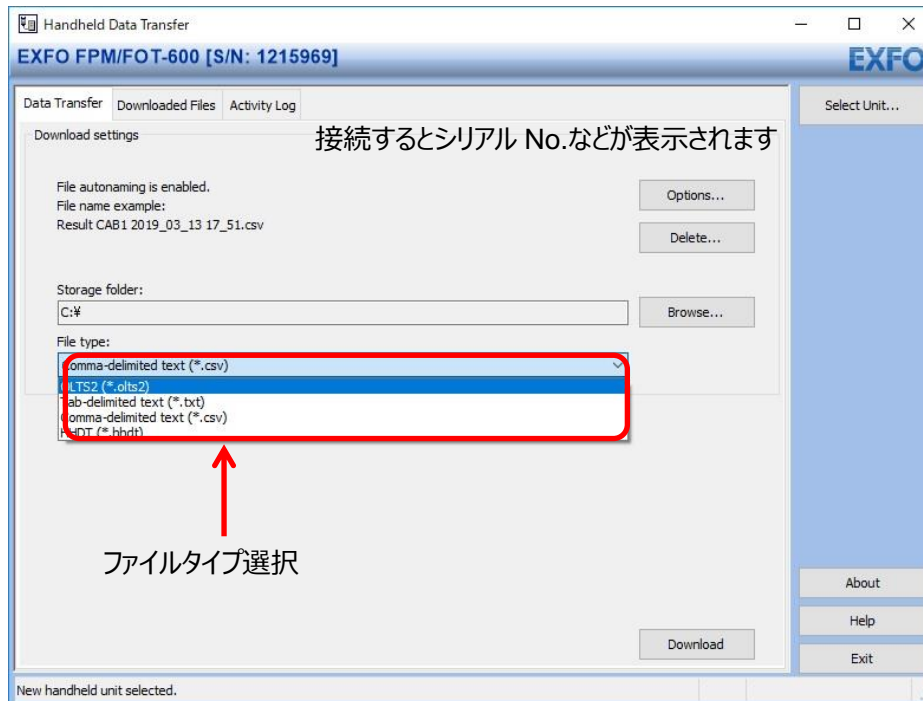 Handheld Data Transfer
EXFO FPM/FOT-600 [S/N: 1215969]
EXFO
Data Transfer Downloaded Files Activity Log
Select Unit...
Download settings
接続するとシリアル No.などが表示されます
File autonaming is enabled.
File name example:
Result CAB1 2019_03_13 17_51.csv
Options...
Delete...
Storage folder:
C:¥
Browse...
File type:
Comma-delimited text (*.csv)
OLTS2 (*.olts2)
Tab-delimited text (*.txt)
Comma-delimited text (*.csv)
HHDT (*.hhdt)
ファイルタイプ選択
About
Help
Download
Exit
New handheld unit selected.